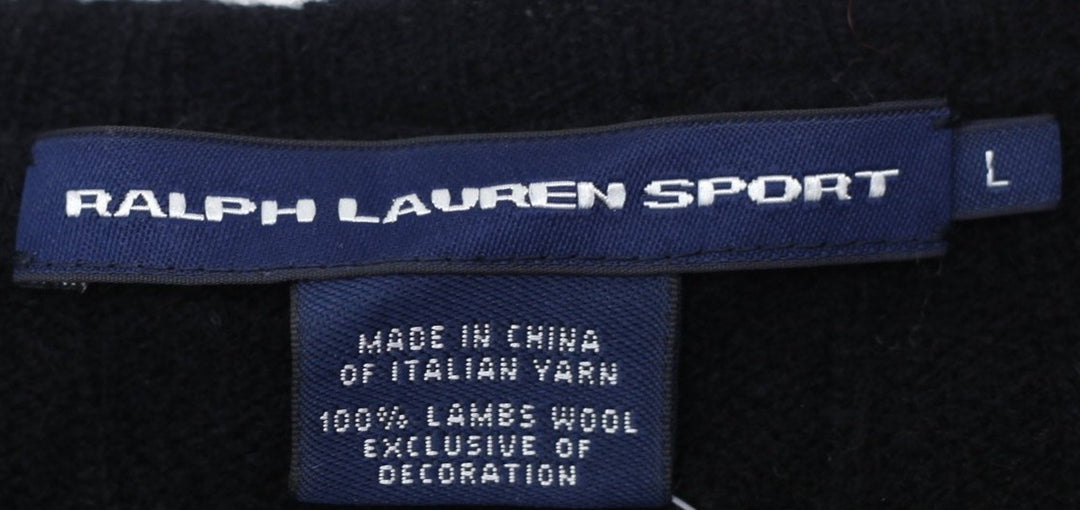 RALPH LAUREN SPORT
L
MADE IN CHINA
OF ITALIAN YARN
100% LAMBS WOOL
EXCLUSIVE OF
DECORATION